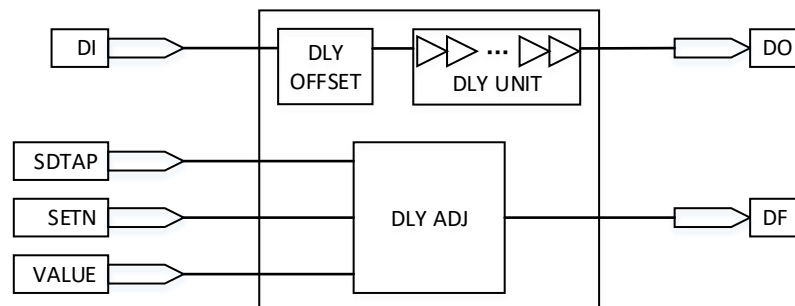 DI
DLY
OFFSET
...
DLY UNIT
DO
SDTAP
SETN
DLY ADJ
DF
VALUE